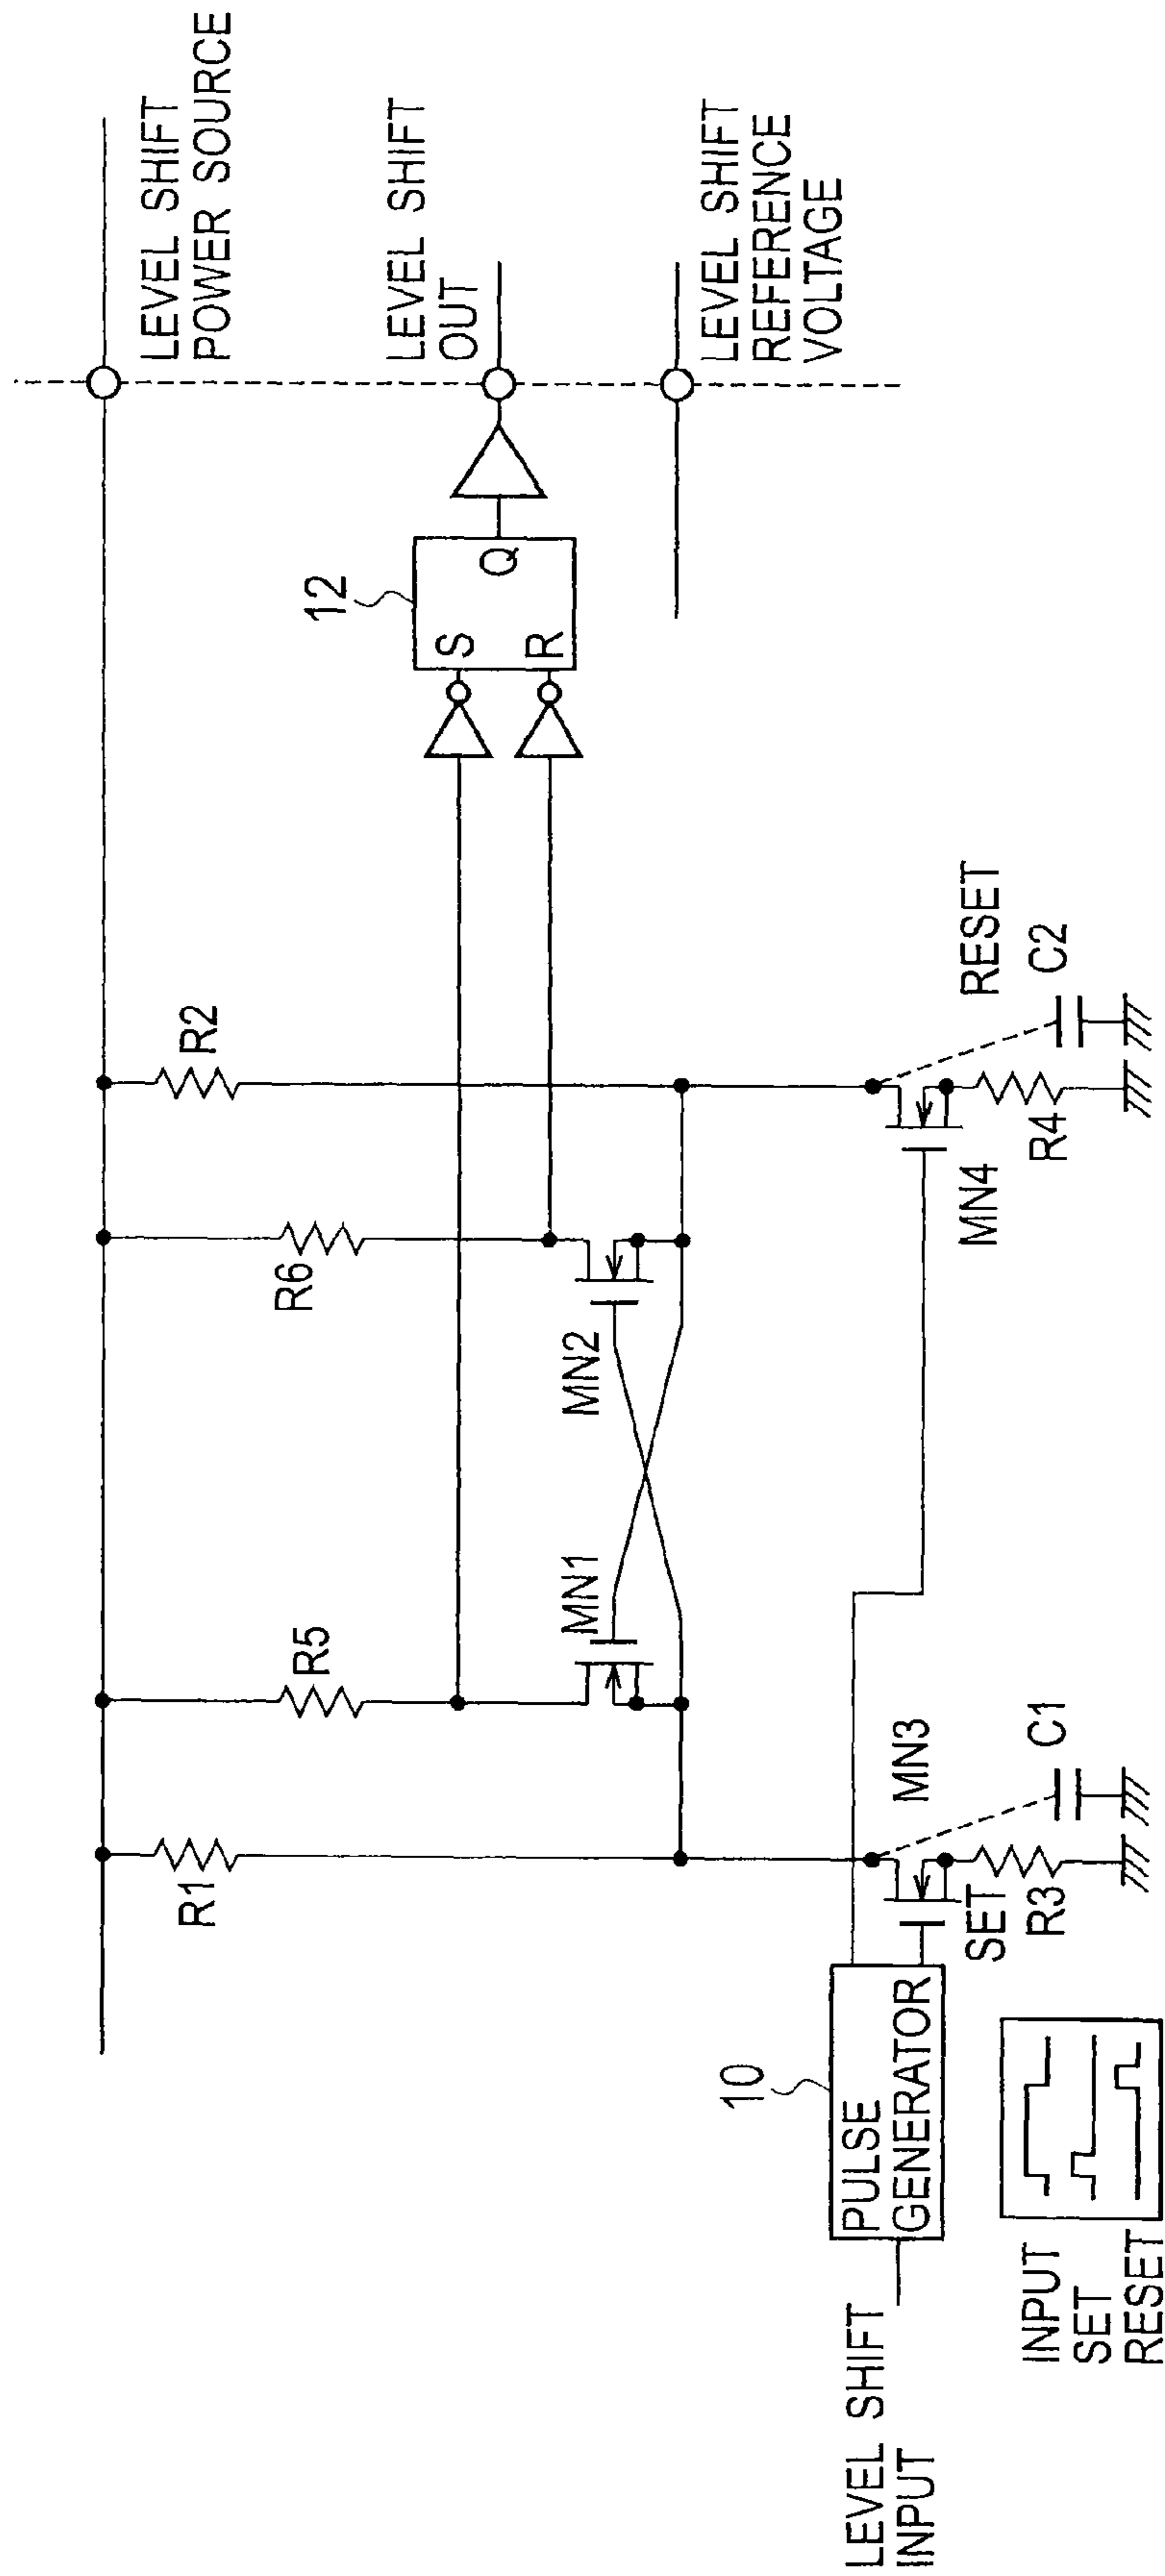 LEVEL SHIFT
POWER SOURCE
LEVEL SHIFT
OUT
LEVEL SHIFT
REFERENCE
VOLTAGE
12
S
R
Q
R1
R5
R6
R2
MN1
MN2
10
PULSE
GENERATOR
LEVEL SHIFT
INPUT
MN3
SET
R3
C1
MN4
RESET
R4
C2
INPUT
SET
RESET